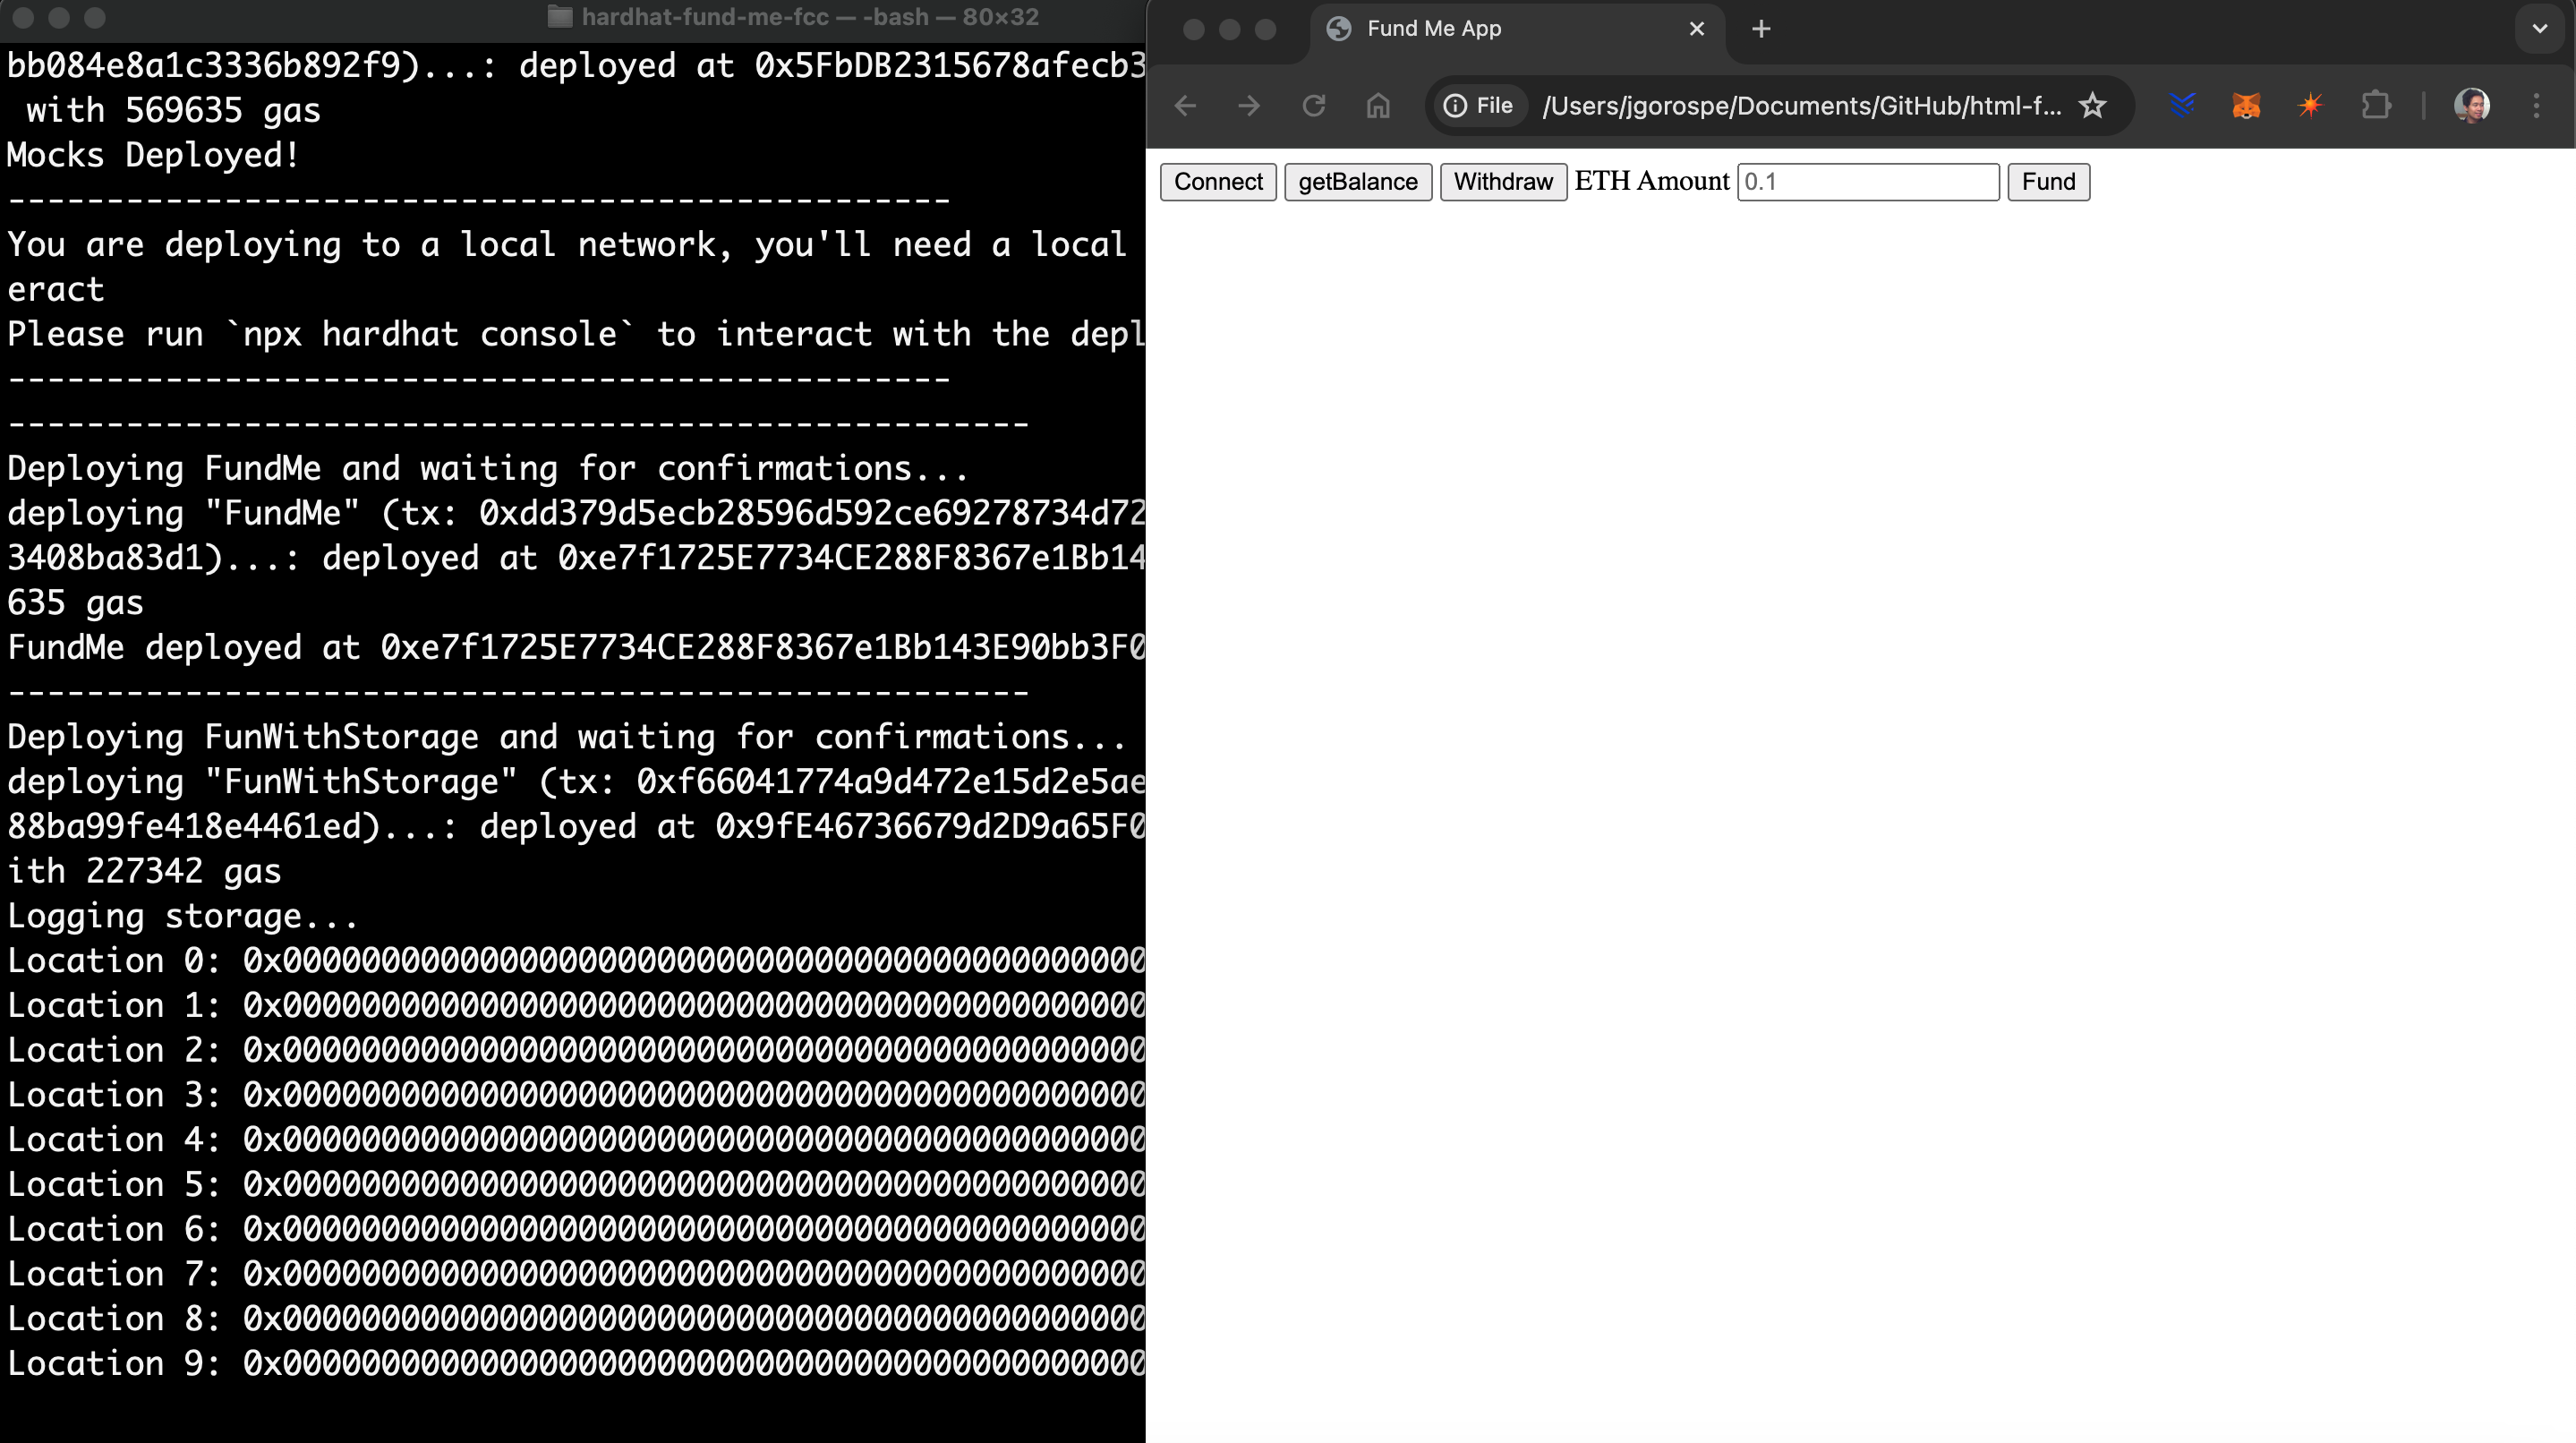 hardhat-fund-me-fcc — -bash — 80×32
bb084e8a1c3336b892f9)...: deployed at 0x5FbDB2315678afecb3
with 569635 gas
Mocks Deployed!
------------------------------------------------
You are deploying to a local network, you'll need a local
eract
Please run `npx hardhat console` to interact with the depl
------------------------------------------------
----------------------------------------------------
Deploying FundMe and waiting for confirmations...
deploying "FundMe" (tx: 0xdd379d5ecb28596d592ce69278734d72
3408ba83d1)...: deployed at 0xe7f1725E7734CE288F8367e1Bb14
635 gas
FundMe deployed at 0xe7f1725E7734CE288F8367e1Bb143E90bb3F0
----------------------------------------------------
Deploying FunWithStorage and waiting for confirmations...
deploying "FunWithStorage" (tx: 0xf66041774a9d472e15d2e5ae
88ba99fe418e4461ed)...: deployed at 0x9fE46736679d2D9a65F0
ith 227342 gas
Logging storage...
Location 0: 0x00000000000000000000000000000000000000000000
Location 1: 0x00000000000000000000000000000000000000000000
Location 2: 0x00000000000000000000000000000000000000000000
Location 3: 0x00000000000000000000000000000000000000000000
Location 4: 0x00000000000000000000000000000000000000000000
Location 5: 0x00000000000000000000000000000000000000000000
Location 6: 0x00000000000000000000000000000000000000000000
Location 7: 0x00000000000000000000000000000000000000000000
Location 8: 0x00000000000000000000000000000000000000000000
Location 9: 0x00000000000000000000000000000000000000000000
Fund Me App
File /Users/jgorospe/Documents/GitHub/html-f...
Connect getBalance Withdraw ETH Amount 0.1 Fund